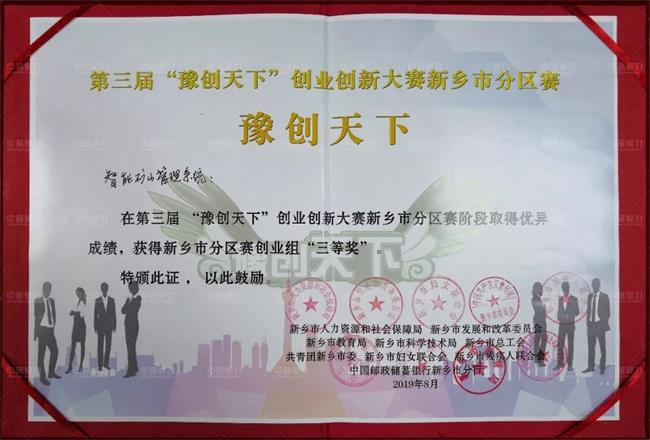 第三届“豫创天下”创业创新大赛新乡市分区赛
豫创天下
智能矿山管理系统：
在第三届 “豫创天下”创业创新大赛新乡市分区赛阶段取得优异
成绩，获得新乡市分区赛创业组“三等奖”。
特颁此证 ，以此鼓励。
豫创天下
新乡市人力资源和社会保障局 新乡市发展和改革委员会
新乡市教育局 新乡市科学技术局 新乡市总工会
共青团新乡市委 新乡市妇女联合会 新乡市残疾人联合会
中国邮政储蓄银行新乡市分行
2019年8月